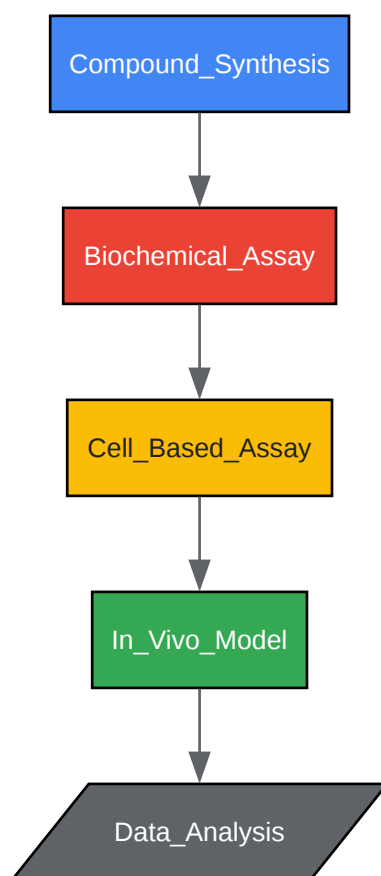 Compound_Synthesis
Biochemical_Assay
Cell_Based_Assay
In_Vivo_Model
Data_Analysis